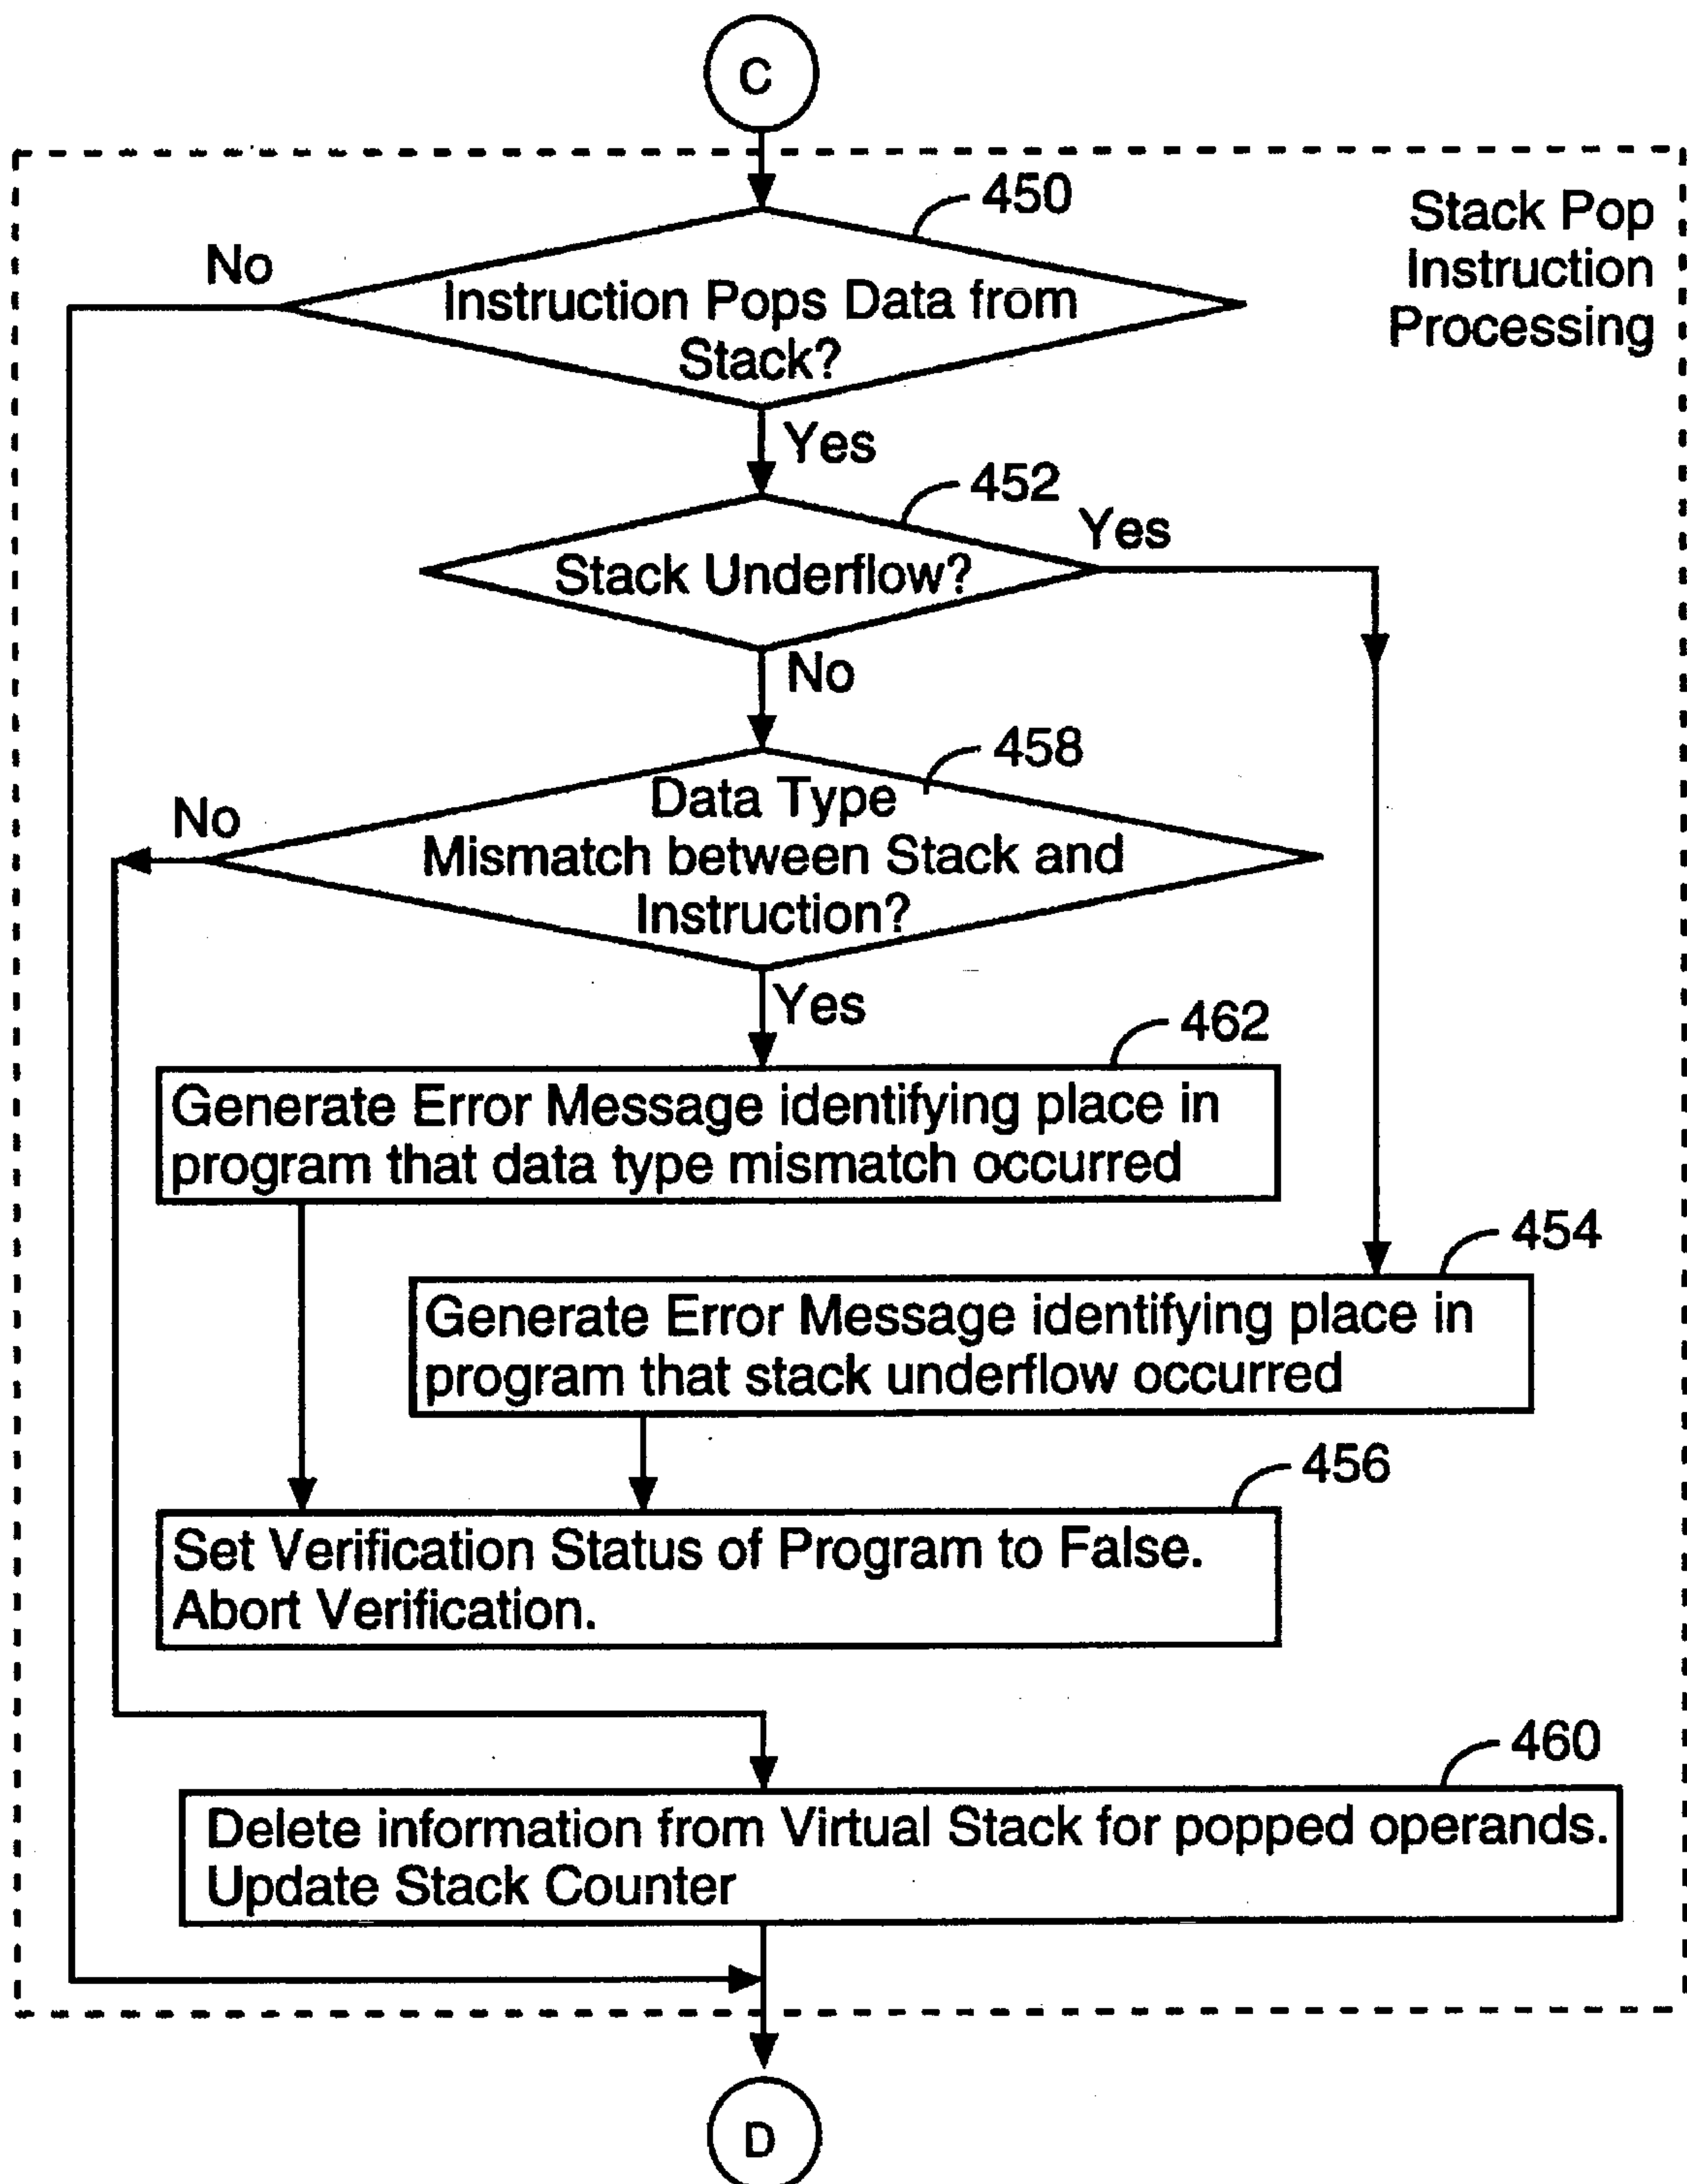 C
450
Stack Pop
Instruction
Processing
No
Instruction Pops Data from
Stack?
Yes
452
Yes
Stack Underflow?
No
458
Data Type
No
Mismatch between Stack and
Instruction?
Yes
462
Generate Error Message identifying place in
program that data type mismatch occurred
454
Generate Error Message identifying place in
program that stack underflow occurred
456
Set Verification Status of Program to False.
Abort Verification.
460
Delete information from Virtual Stack for popped operands.
Update Stack Counter
D